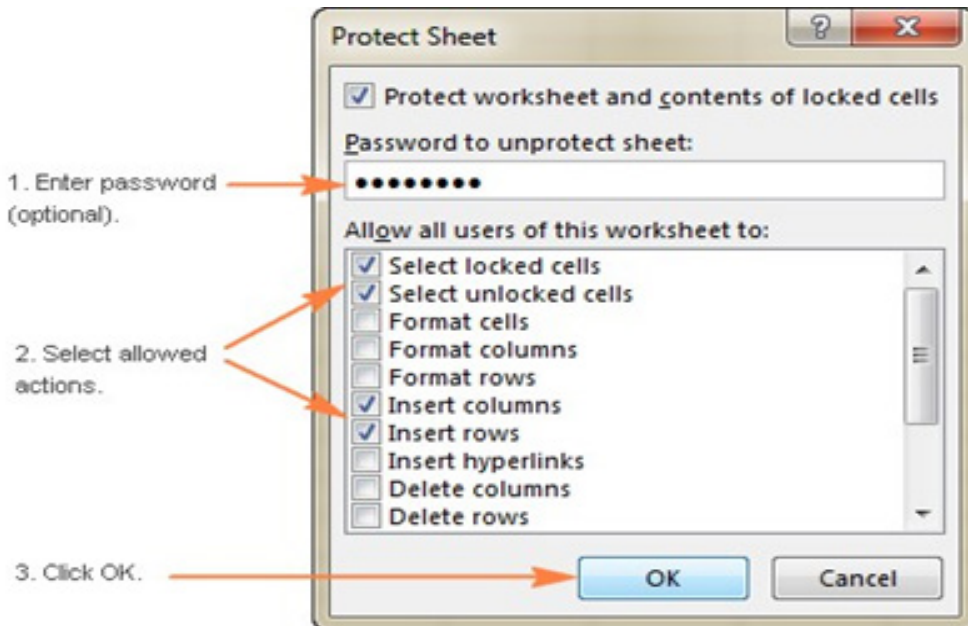 Protect Sheet
Protect worksheet and contents of locked cells
Password to unprotect sheet:
1. Enter password
(optional).
••••••••
Allow all users of this worksheet to:
Select locked cells
Select unlocked cells
Format cells
2. Select allowed
actions.
Format columns
Format rows
Insert columns
Insert rows
Insert hyperlinks
Delete columns
Delete rows
3. Click OK.
OK
Cancel